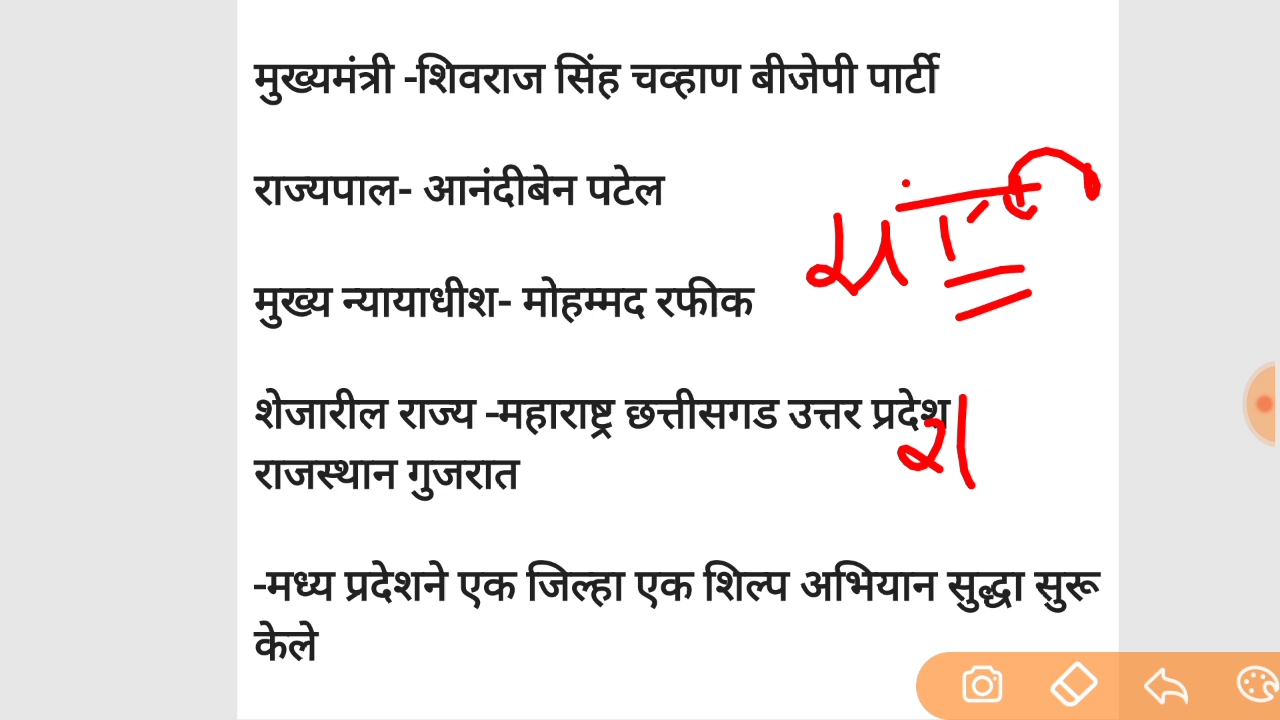 मुख्यमंत्री -शिवराज सिंह चव्हाण बीजेपी पार्टी
राज्यपाल- आनंदीबेन पटेल
मुख्य न्यायाधीश- मोहम्मद रफीक
शेजारील राज्य -महाराष्ट्र छत्तीसगड उत्तर प्रदेश
राजस्थान गुजरात
-मध्य प्रदेशने एक जिल्हा एक शिल्प अभियान सुद्धा सुरू
केले